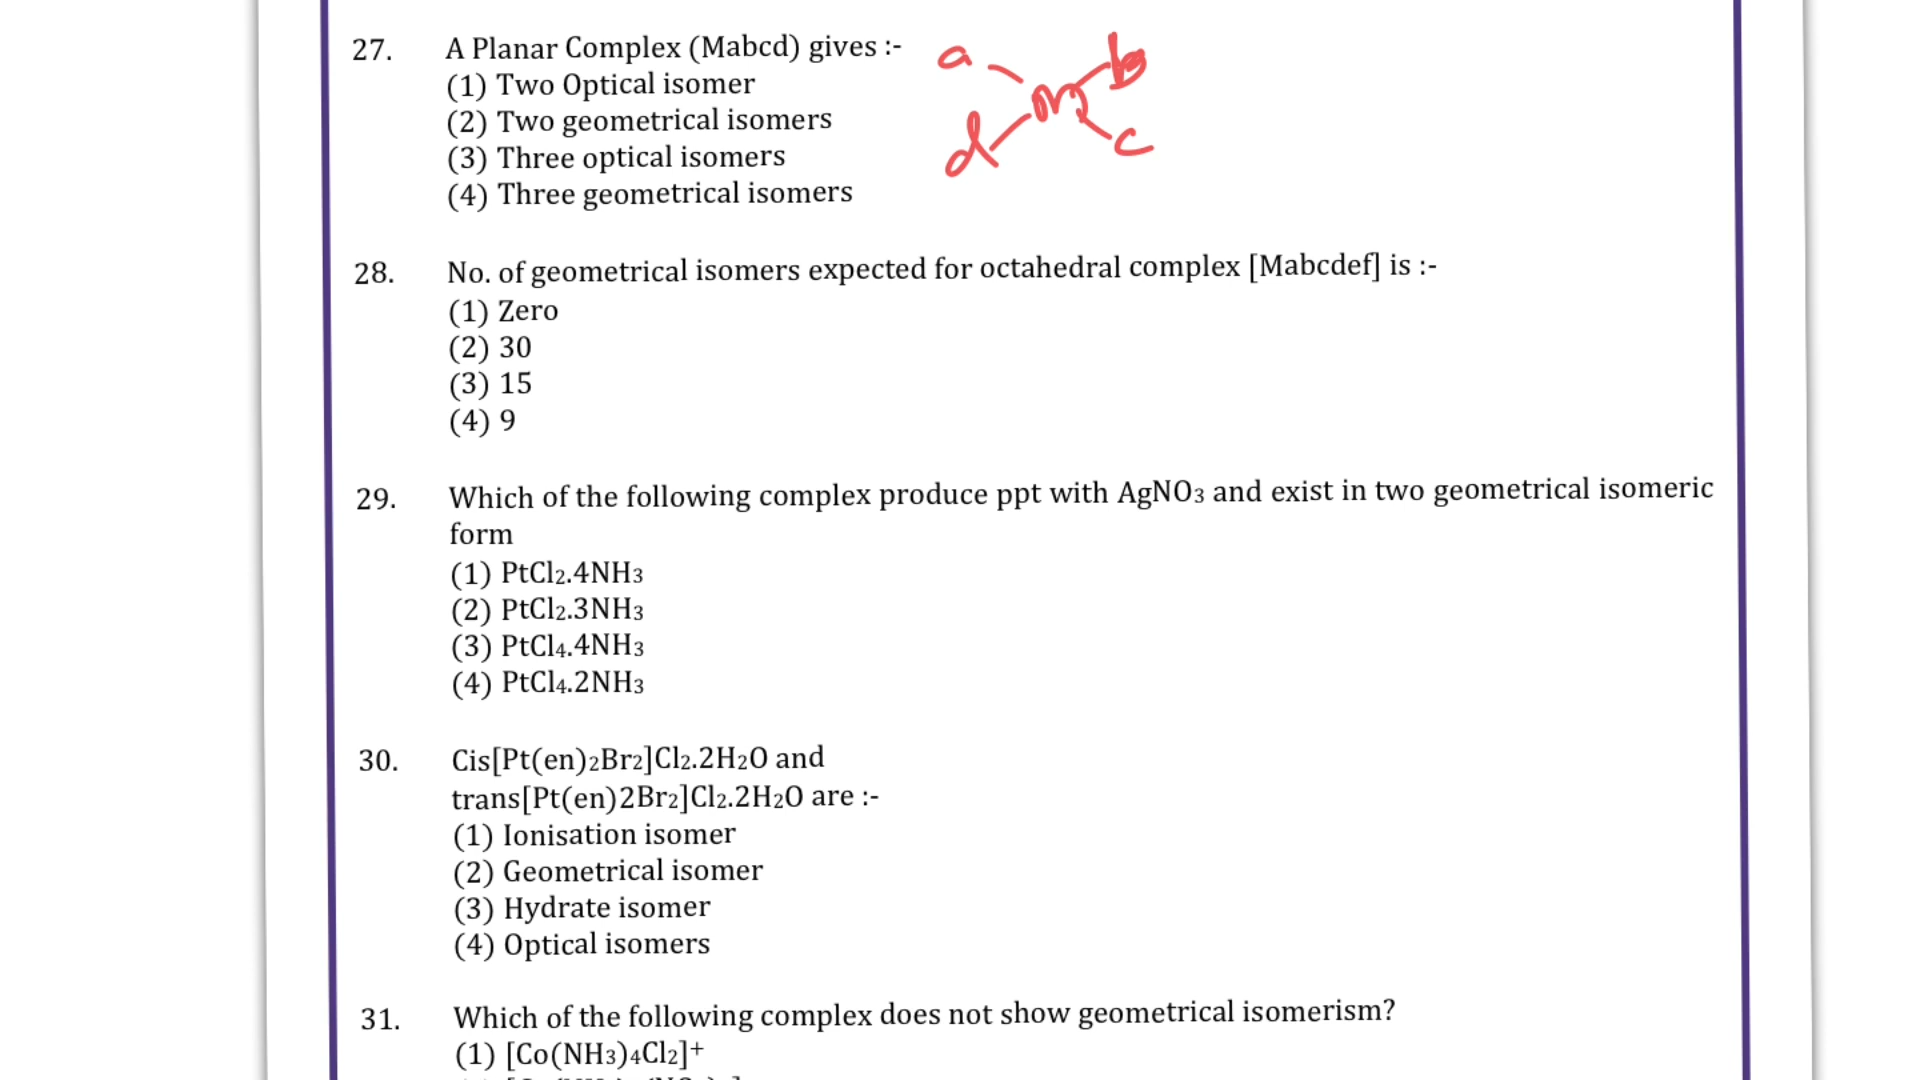 27. A Planar Complex (Mabcd) gives :-
(1) Two Optical isomer
(2) Two geometrical isomers
(3) Three optical isomers
(4) Three geometrical isomers
a b
m
d c
28. No. of geometrical isomers expected for octahedral complex [Mabcdef] is :-
(1) Zero
(2) 30
(3) 15
(4) 9
29. Which of the following complex produce ppt with AgNO3 and exist in two geometrical isomeric
form
(1) PtCl2.4NH3
(2) PtCl2.3NH3
(3) PtCl4.4NH3
(4) PtCl4.2NH3
30. Cis[Pt(en)2Br2]Cl2.2H2O and
trans[Pt(en)2Br2]Cl2.2H2O are :-
(1) Ionisation isomer
(2) Geometrical isomer
(3) Hydrate isomer
(4) Optical isomers
31. Which of the following complex does not show geometrical isomerism?
(1) [Co(NH3)4Cl2]+